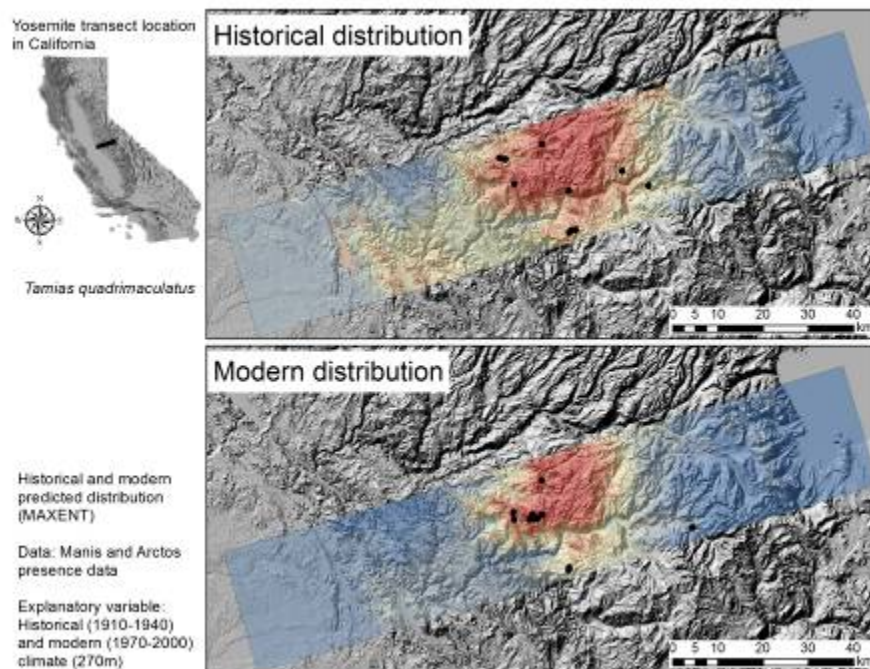 Yosemite transect location
in California
Tamias quadrimaculatus
Historical distribution
0 5 10 20 30 40
km
Modern distribution
0 5 10 20 30 40
km
Historical and modern
predicted distribution
(MAXENT)
Data: Manis and Arctos
presence data
Explanatory variable:
Historical (1910-1940)
and modern (1970-2000)
climate (270m)